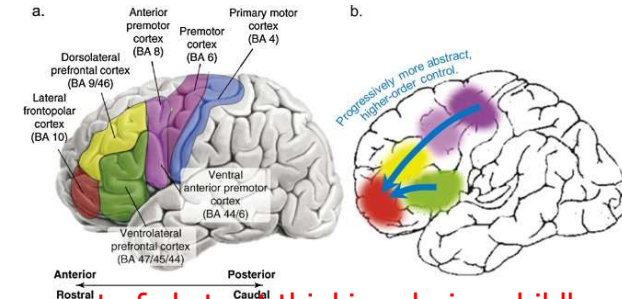 a.
Anterior
premotor
cortex
(BA 8)
Premotor
cortex
(BA 6)
Primary motor
cortex
(BA 4)
Dorsolateral
prefrontal cortex
(BA 9/46)
Lateral
frontopolar
cortex
(BA 10)
Ventral
anterior premotor
cortex
(BA 44/6)
Ventrolateral
prefrontal cortex
(BA 47/45/44)
Anterior
Posterior
Rostral
Caudal
b.
Progressively more abstract,
higher-order control.